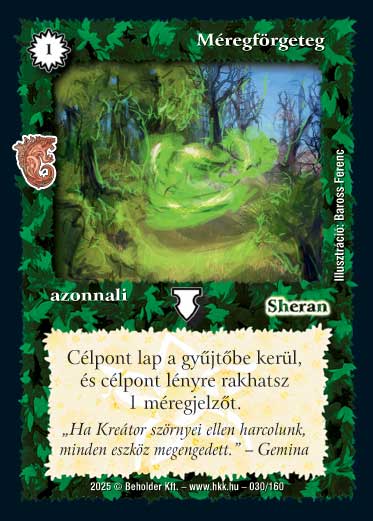 1
Méregförgeteg
Illusztráció: Baross Ferenc
azonnali
Sheran
Célpont lap a gyűjtőbe kerül,
és célpont lényre rakhatsz
1 méregjelzőt.
„Ha Kreátor szörnyei ellen harcolunk,
minden eszköz megengedett.” – Gemina
2025 © Beholder Kft. – www.hkk.hu – 030/160